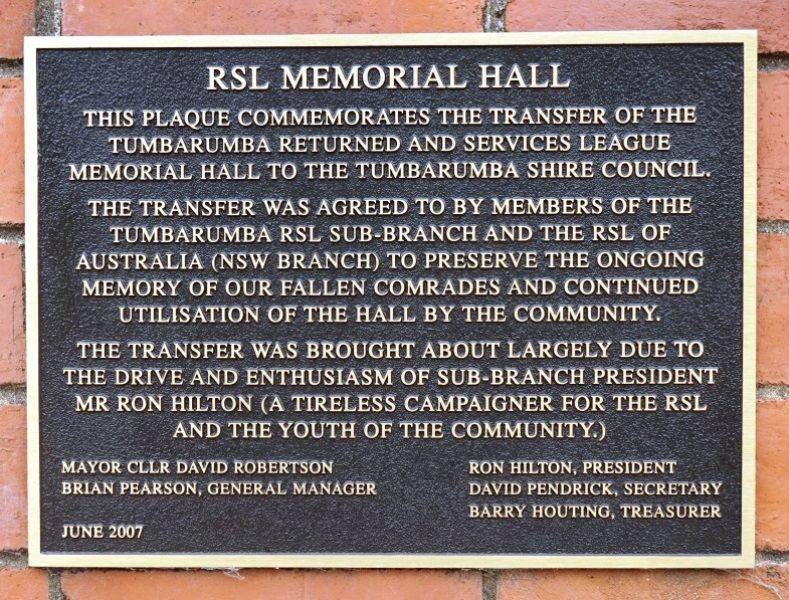 RSL MEMORIAL HALL
THIS PLAQUE COMMEMORATES THE TRANSFER OF THE
TUMBARUMBA RETURNED AND SERVICES LEAGUE
MEMORIAL HALL TO THE TUMBARUMBA SHIRE COUNCIL.
THE TRANSFER WAS AGREED TO BY MEMBERS OF THE
TUMBARUMBA RSL SUB-BRANCH AND THE RSL OF
AUSTRALIA (NSW BRANCH) TO PRESERVE THE ONGOING
MEMORY OF OUR FALLEN COMRADES AND CONTINUED
UTILISATION OF THE HALL BY THE COMMUNITY.
THE TRANSFER WAS BROUGHT ABOUT LARGELY DUE TO
THE DRIVE AND ENTHUSIASM OF SUB-BRANCH PRESIDENT
MR RON HILTON (A TIRELESS CAMPAIGNER FOR THE RSL
AND THE YOUTH OF THE COMMUNITY.)
MAYOR CLLR DAVID ROBERTSON
BRIAN PEARSON, GENERAL MANAGER
RON HILTON, PRESIDENT
DAVID PENDRICK, SECRETARY
BARRY HOUTING, TREASURER
JUNE 2007